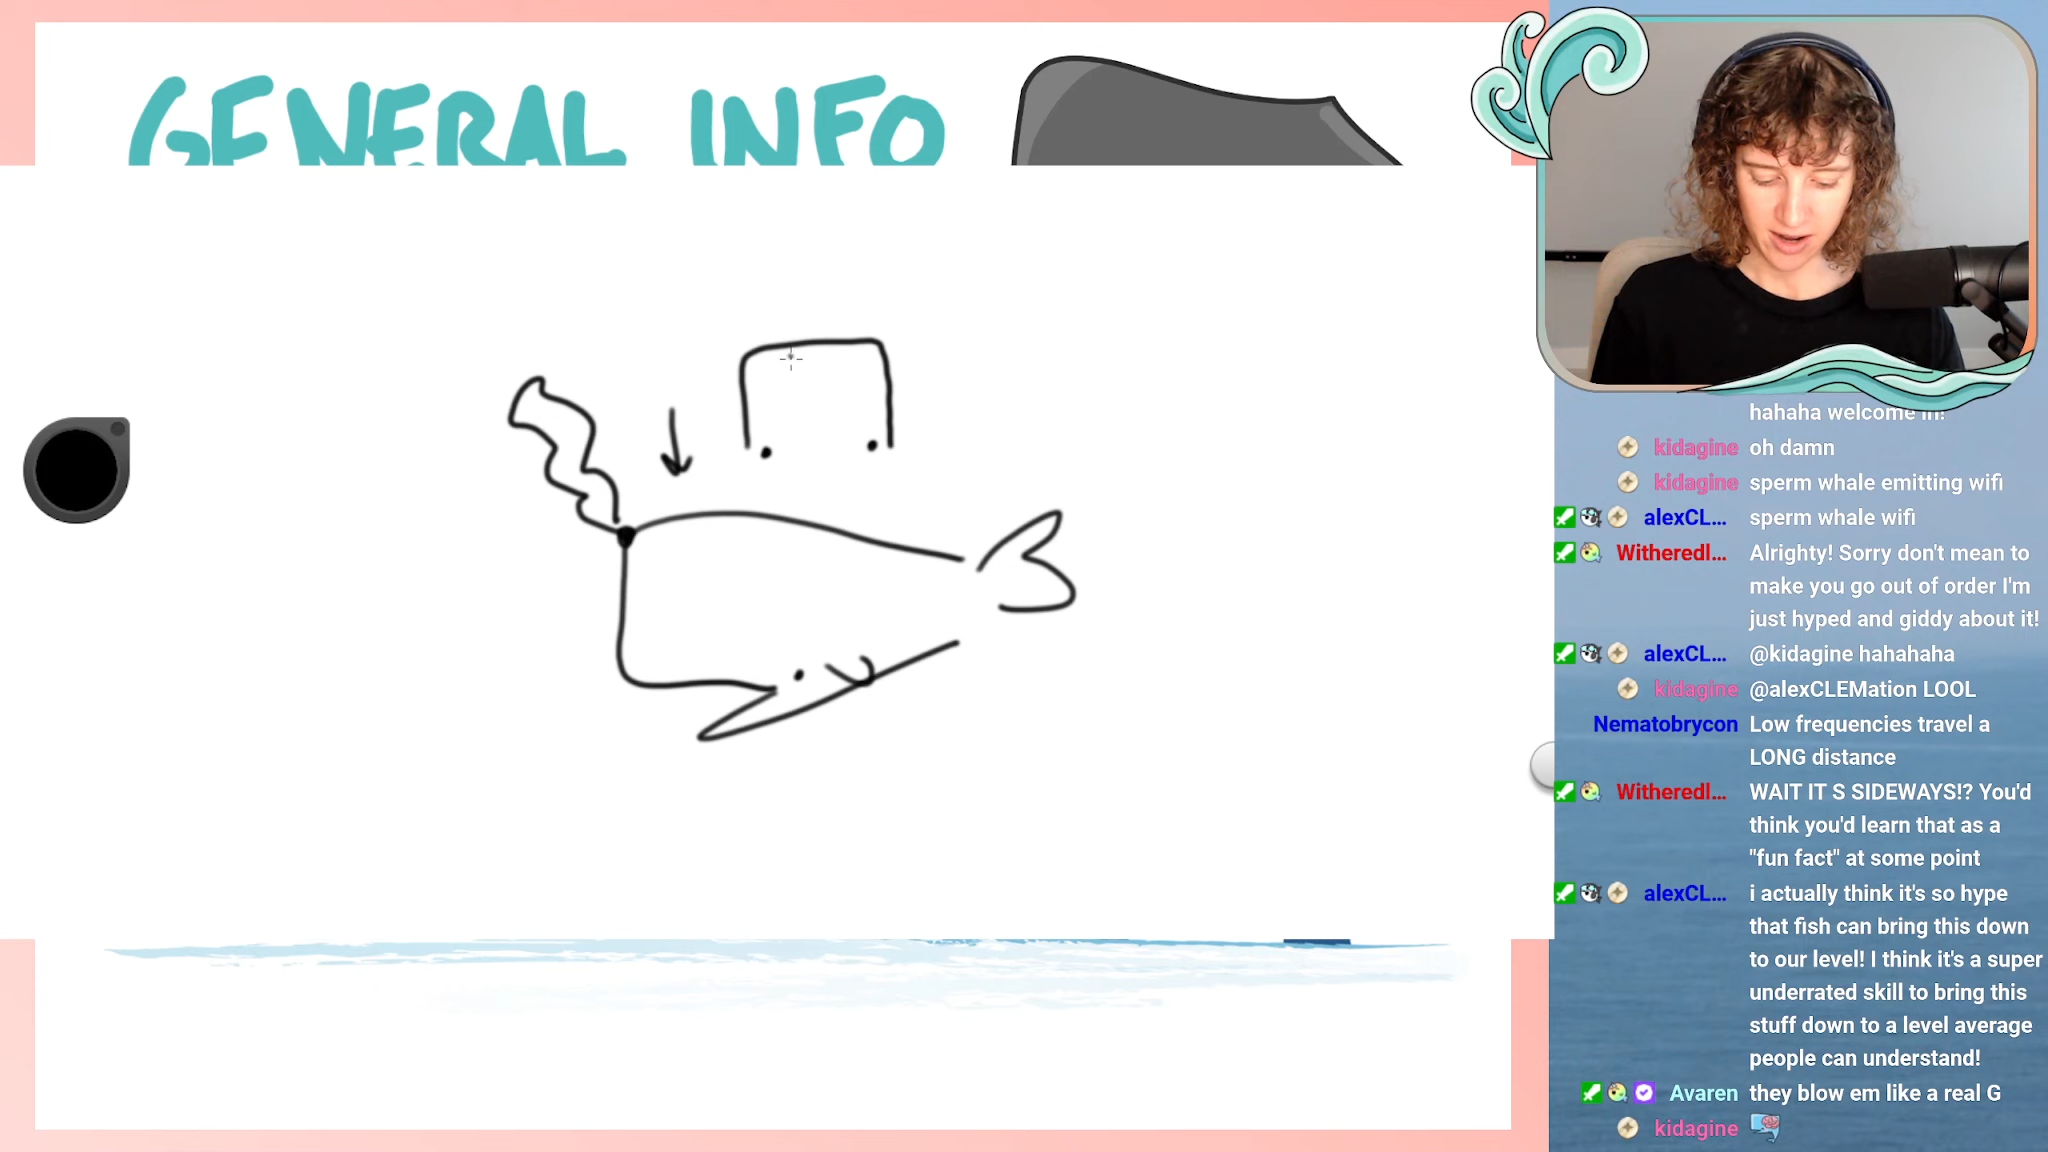 GENERAL INFO
hahaha welcome in!
kidagine oh damn
kidagine sperm whale emitting wifi
alexCL... sperm whale wifi
Witheredl... Alrighty! Sorry don't mean to
make you go out of order I'm
just hyped and giddy about it!
alexCL... @kidagine hahahaha
kidagine @alexCLEMation LOOL
Nematobrycon Low frequencies travel a
LONG distance
Witheredl... WAIT IT S SIDEWAYS!? You'd
think you'd learn that as a
"fun fact" at some point
alexCL... i actually think it's so hype
that fish can bring this down
to our level! I think it's a super
underrated skill to bring this
stuff down to a level average
people can understand!
Avaren they blow em like a real G
kidagine